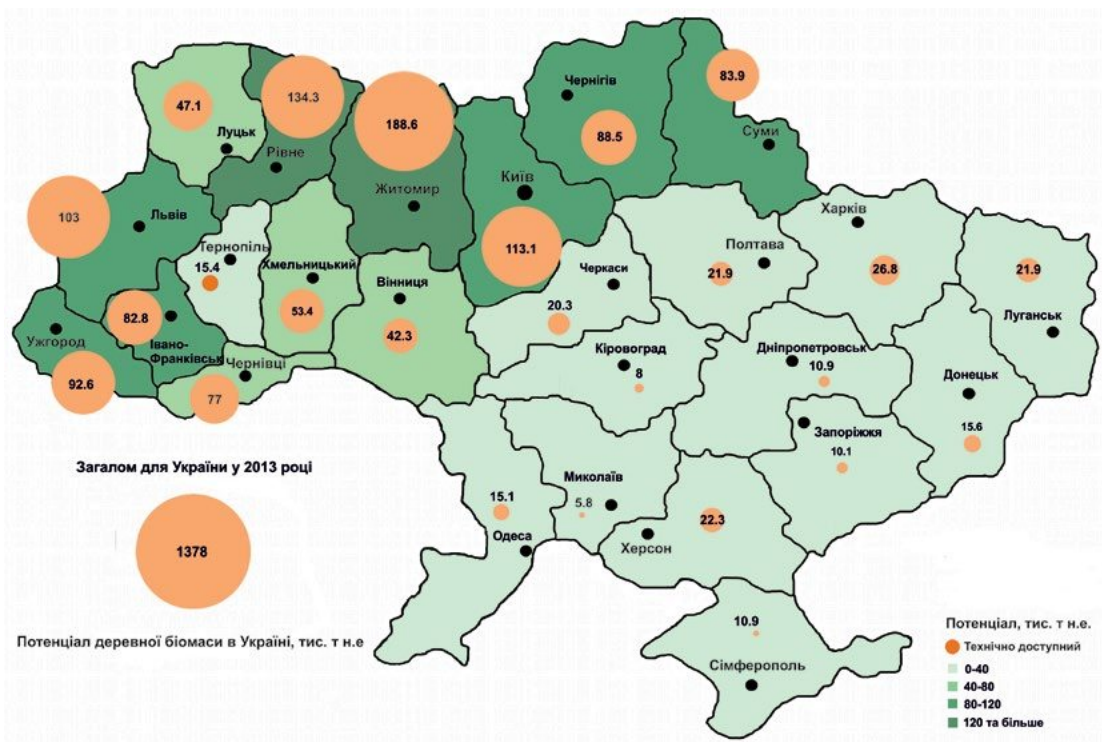 47.1
Луцьк
134.3
Рівне
188.6
Житомир
Чернігів
88.5
83.9
Суми
Київ
113.1
103
Львів
Тернопіль
15.4
Хмельницький
53.4
Вінниця
42.3
Черкаси
20.3
Полтава
21.9
Харків
26.8
21.9
Луганськ
82.8
Івано-
Франківськ
Ужгород
92.6
Чернівці
77
Кіровоград
8
Дніпропетровськ
10.9
Донецьк
15.6
Запоріжжя
10.1
Миколаїв
5.8
15.1
Одеса
22.3
Херсон
10.9
Сімферополь
Загалом для України у 2013 році
1378
Потенціал деревної біомаси в Україні, тис. т н.е
Потенціал, тис. т н.е.
Технічно доступний
0-40
40-80
80-120
120 та більше